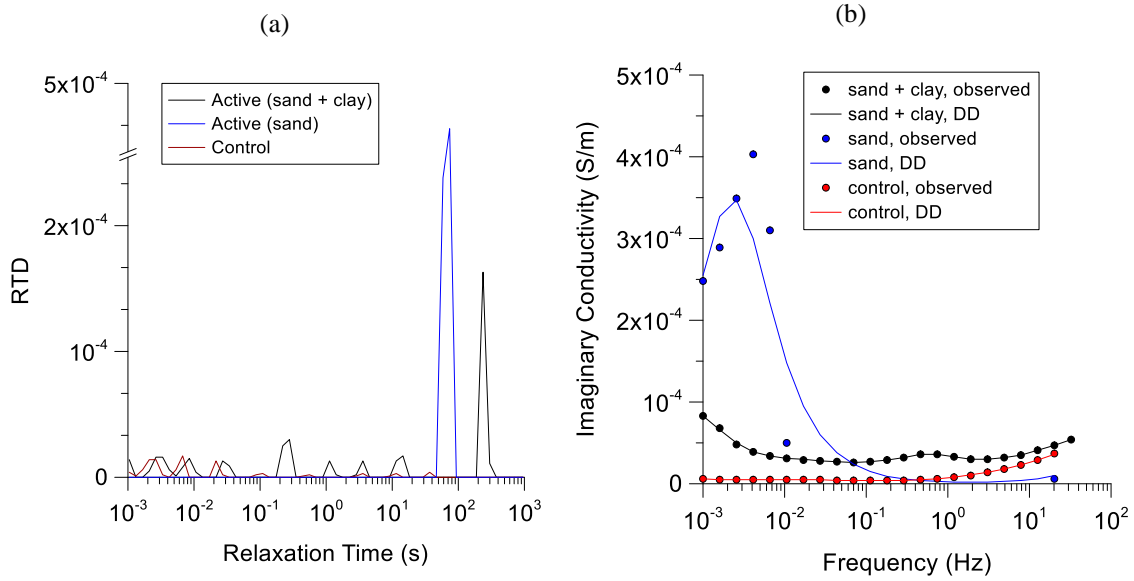 (a)
5x10⁻⁴
2x10⁻⁴
10⁻⁴
0
RTD
Active (sand + clay)
Active (sand)
Control
10⁻³ 10⁻² 10⁻¹ 10⁰ 10¹ 10² 10³
Relaxation Time (s)
(b)
5x10⁻⁴
4x10⁻⁴
3x10⁻⁴
2x10⁻⁴
10⁻⁴
0
Imaginary Conductivity (S/m)
sand + clay, observed
sand + clay, DD
sand, observed
sand, DD
control, observed
control, DD
10⁻³ 10⁻² 10⁻¹ 10⁰ 10¹ 10²
Frequency (Hz)